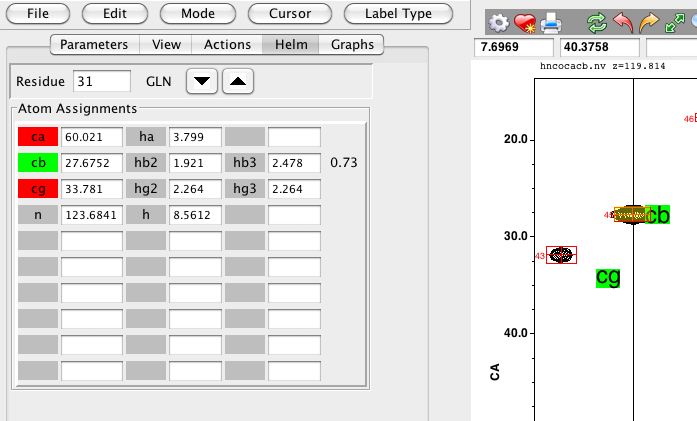 File Edit Mode Cursor Label Type
Parameters View Actions Helm Graphs
7.6969 40.3758
hncocacb.nv z=119.814
Residue 31 GLN
Atom Assignments
ca 60.021 ha 3.799
cb 27.6752 hb2 1.921 hb3 2.478 0.73
cg 33.781 hg2 2.264 hg3 2.264
n 123.6841 h 8.5612
46
20.0
cb
30.0
43
cg
40.0
CA